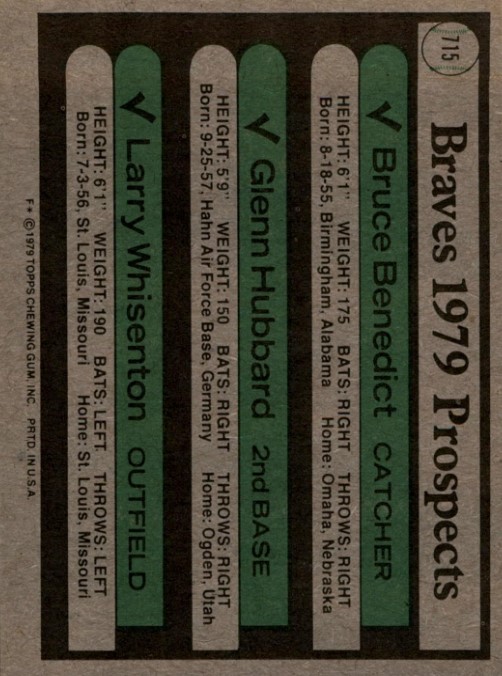 715
Braves 1979 Prospects
Bruce Benedict CATCHER
HEIGHT: 6'1" WEIGHT: 175 BATS: RIGHT THROWS: RIGHT
Born: 8-18-55, Birmingham, Alabama Home: Omaha, Nebraska
Glenn Hubbard 2nd BASE
HEIGHT: 5'9" WEIGHT: 150 BATS: RIGHT THROWS: RIGHT
Born: 9-25-57, Hahn Air Force Base, Germany Home: Ogden, Utah
Larry Whisenton OUTFIELD
HEIGHT: 6'1" WEIGHT: 190 BATS: LEFT THROWS: LEFT
Born: 7-3-56, St. Louis, Missouri Home: St. Louis, Missouri
F* © 1979 TOPPS CHEWING GUM, INC. PRTD. IN U.S.A.